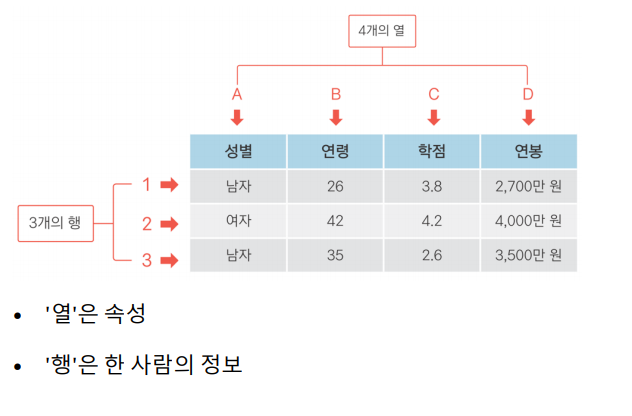 4개의 열
A B C D
성별 연령 학점 연봉
1 남자 26 3.8 2,700만 원
3개의 행 2 여자 42 4.2 4,000만 원
3 남자 35 2.6 3,500만 원
• '열'은 속성
• '행'은 한 사람의 정보